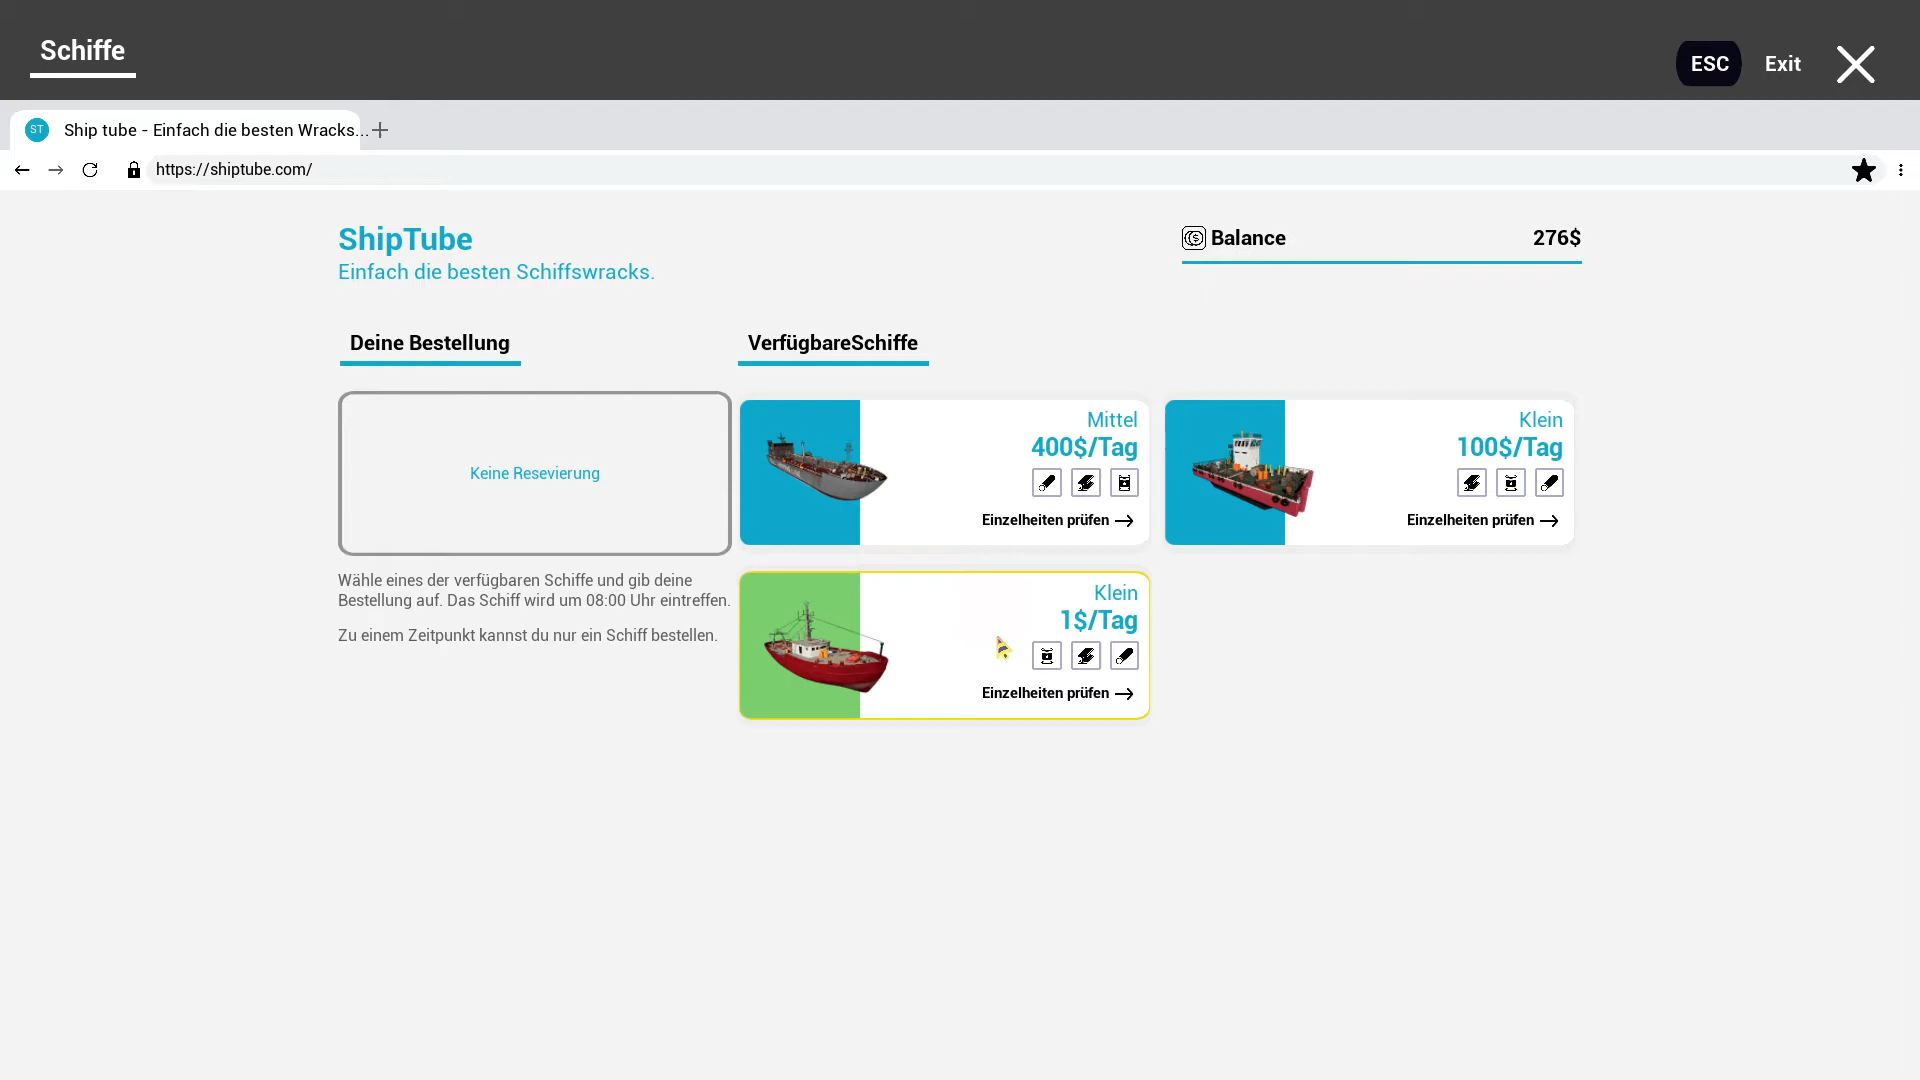 Schiffe
ESC Exit
ST Ship tube - Einfach die besten Wracks...
https://shiptube.com/
ShipTube
Einfach die besten Schiffswracks.
Balance 276$
Deine Bestellung
VerfügbareSchiffe
Keine Resevierung
Wähle eines der verfügbaren Schiffe und gib deine
Bestellung auf. Das Schiff wird um 08:00 Uhr eintreffen.
Zu einem Zeitpunkt kannst du nur ein Schiff bestellen.
Mittel
400$/Tag
Einzelheiten prüfen
Klein
100$/Tag
Einzelheiten prüfen
Klein
1$/Tag
Einzelheiten prüfen